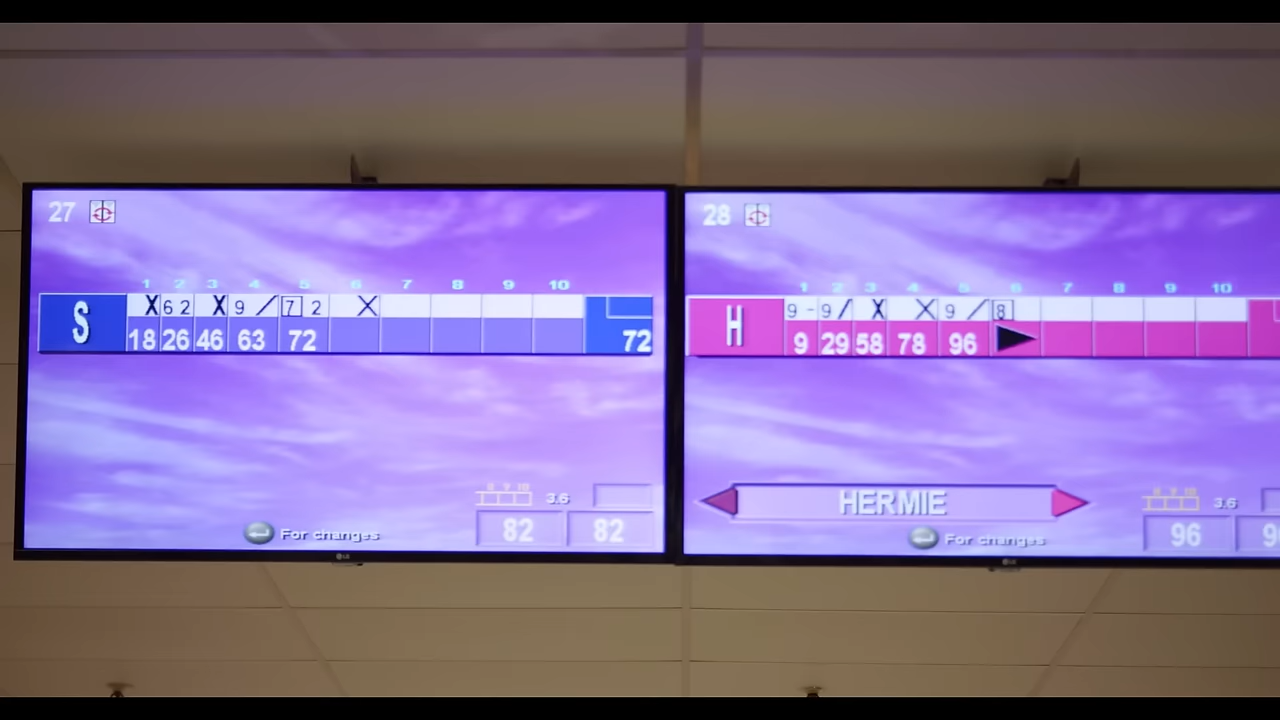 27
1 2 3 4 5 6 7 8 9 10
S X 6 2 X 9 / 7 2 X
18 26 46 63 72 72
3.6
82 82
For changes
LG
28
1 2 3 4 5 6 7 8 9 10
H 9 - 9 / X X 9 / 8
9 29 58 78 96
HERMIE
3.6
96
For changes
LG